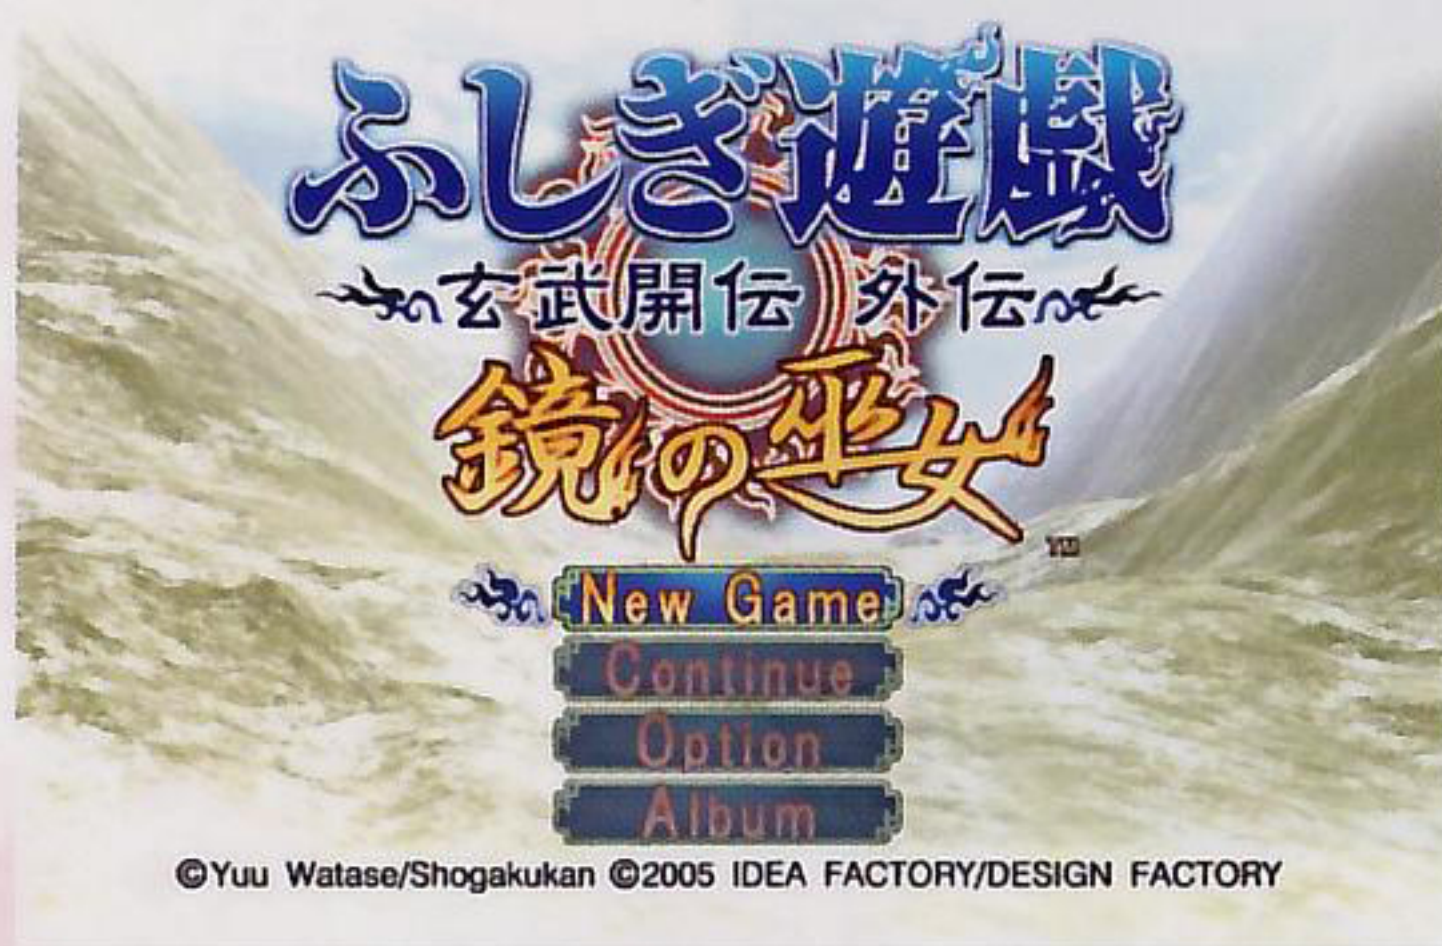 ふしぎ遊戯
玄武開伝 外伝
鏡の巫女
TM
New Game
Continue
Option
Album
©Yuu Watase/Shogakukan ©2005 IDEA FACTORY/DESIGN FACTORY